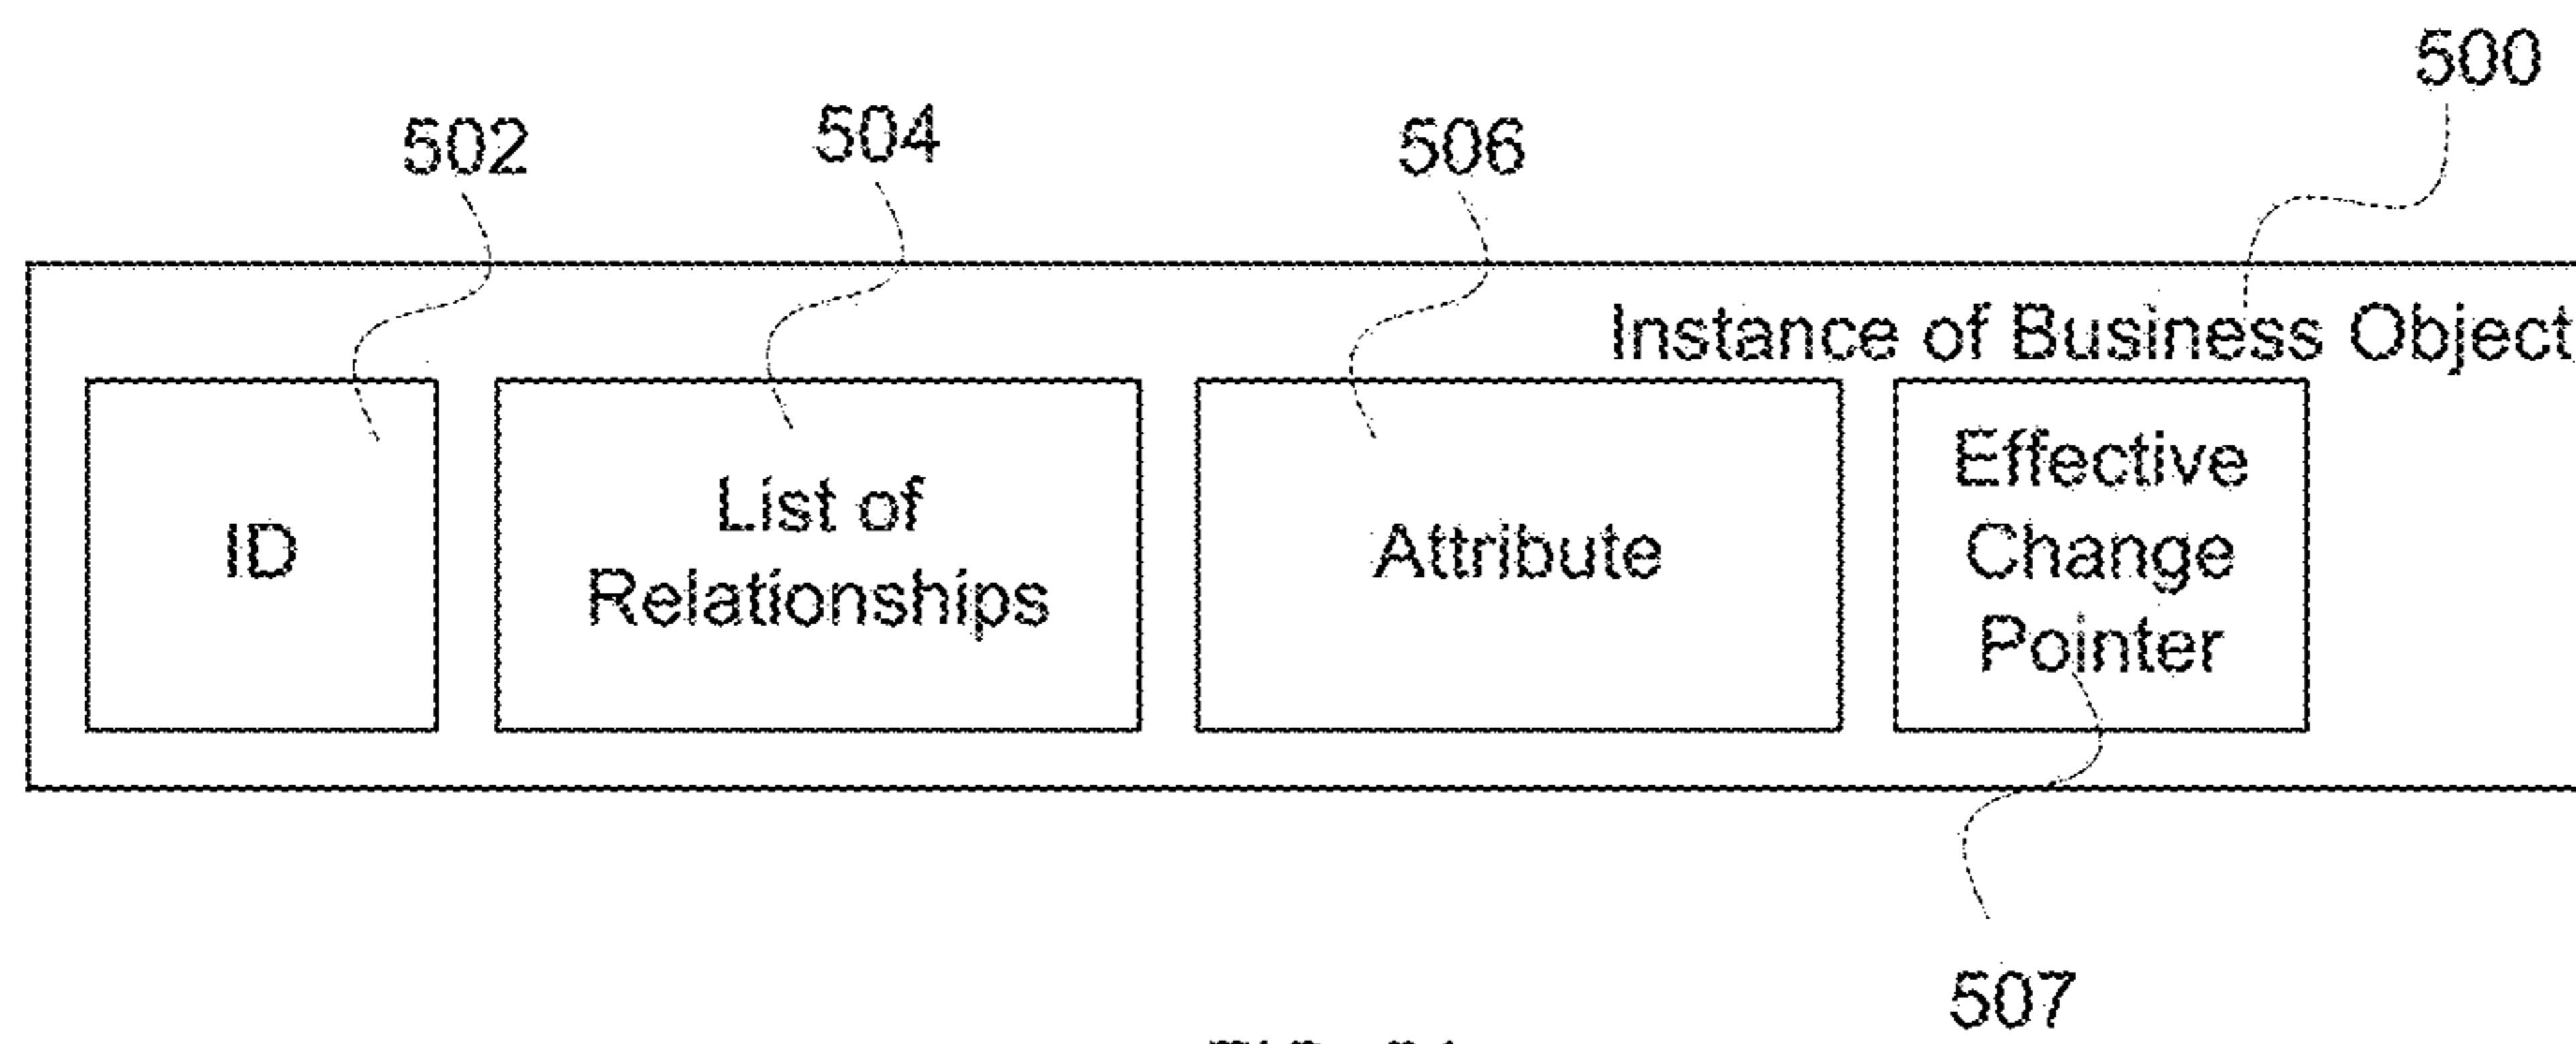 500
502
504
506
Instance of Business Object
ID
List of
Relationships
Attribute
Effective
Change
Pointer
507